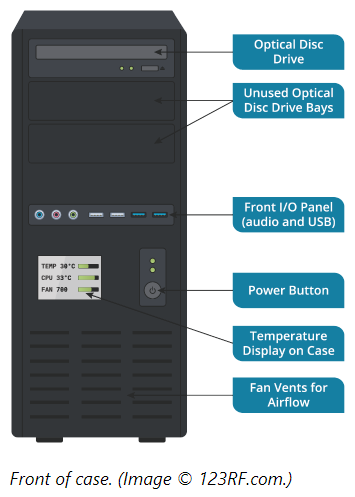 Optical Disc
Drive
Unused Optical
Disc Drive Bays
Front I/O Panel
(audio and USB)
TEMP 30°C
CPU 33°C
FAN 700
Power Button
Temperature
Display on Case
Fan Vents for
Airflow
Front of case. (Image © 123RF.com.)